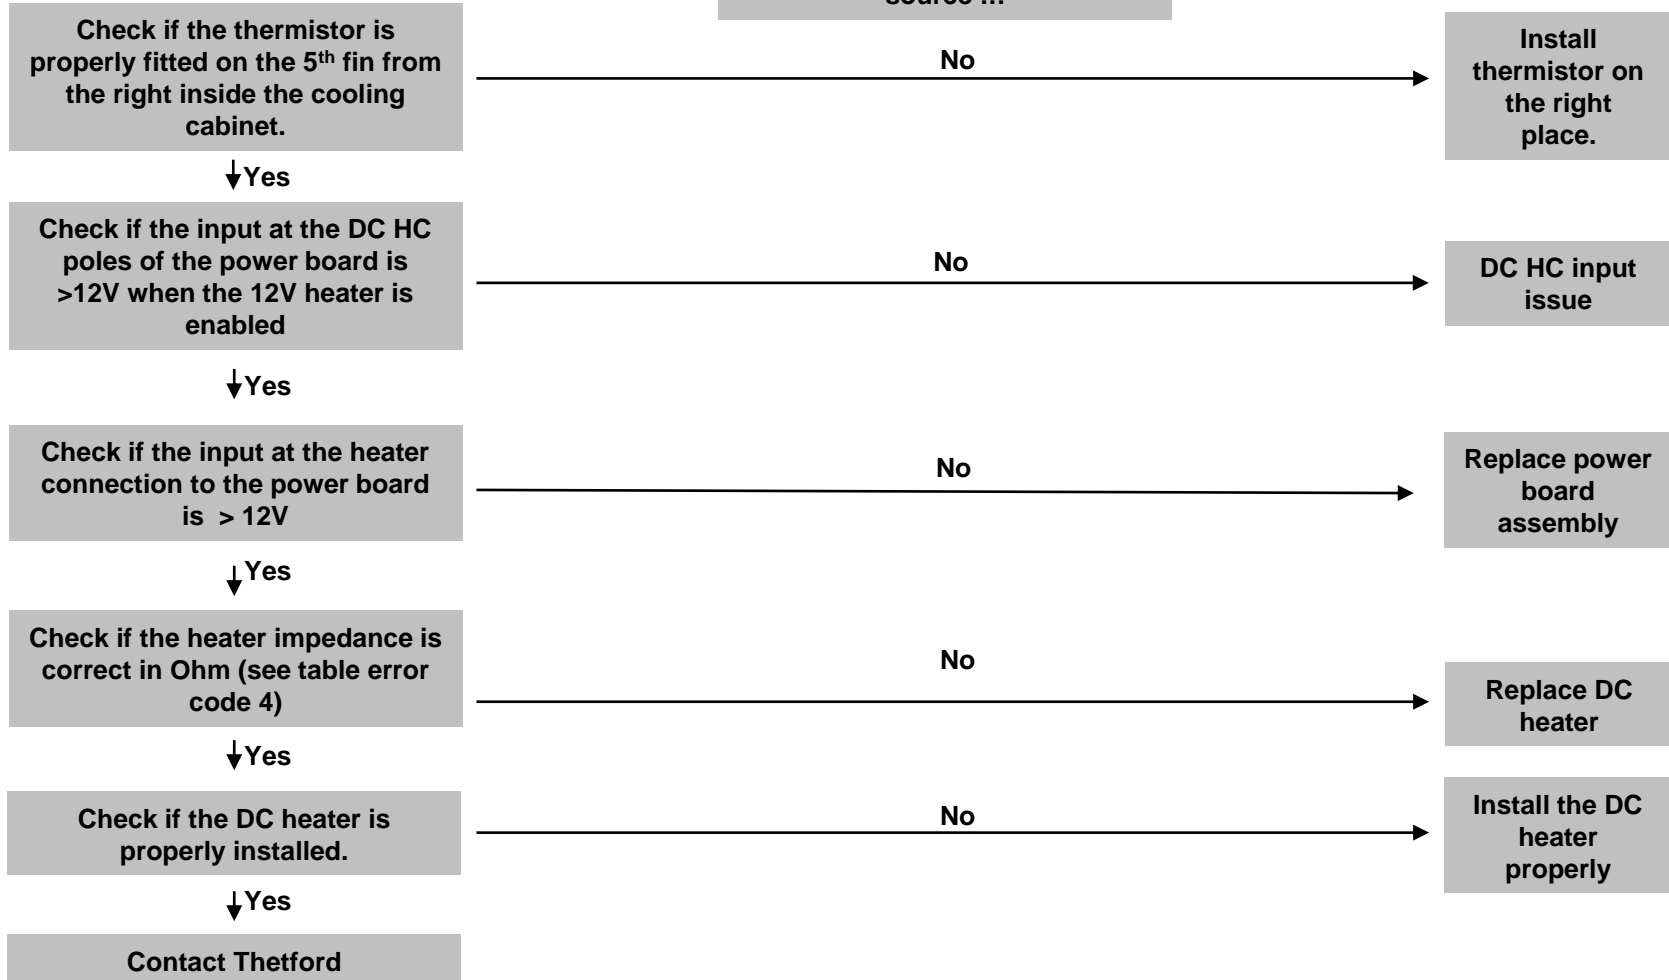 source ...
Check if the thermistor is
properly fitted on the 5th fin from
the right inside the cooling
cabinet.
No
Install
thermistor on
the right
place.
Yes
Check if the input at the DC HC
poles of the power board is
>12V when the 12V heater is
enabled
No
DC HC input
issue
Yes
Check if the input at the heater
connection to the power board
is > 12V
No
Replace power
board
assembly
Yes
Check if the heater impedance is
correct in Ohm (see table error
code 4)
No
Replace DC
heater
Yes
Check if the DC heater is
properly installed.
No
Install the DC
heater
properly
Yes
Contact Thetford